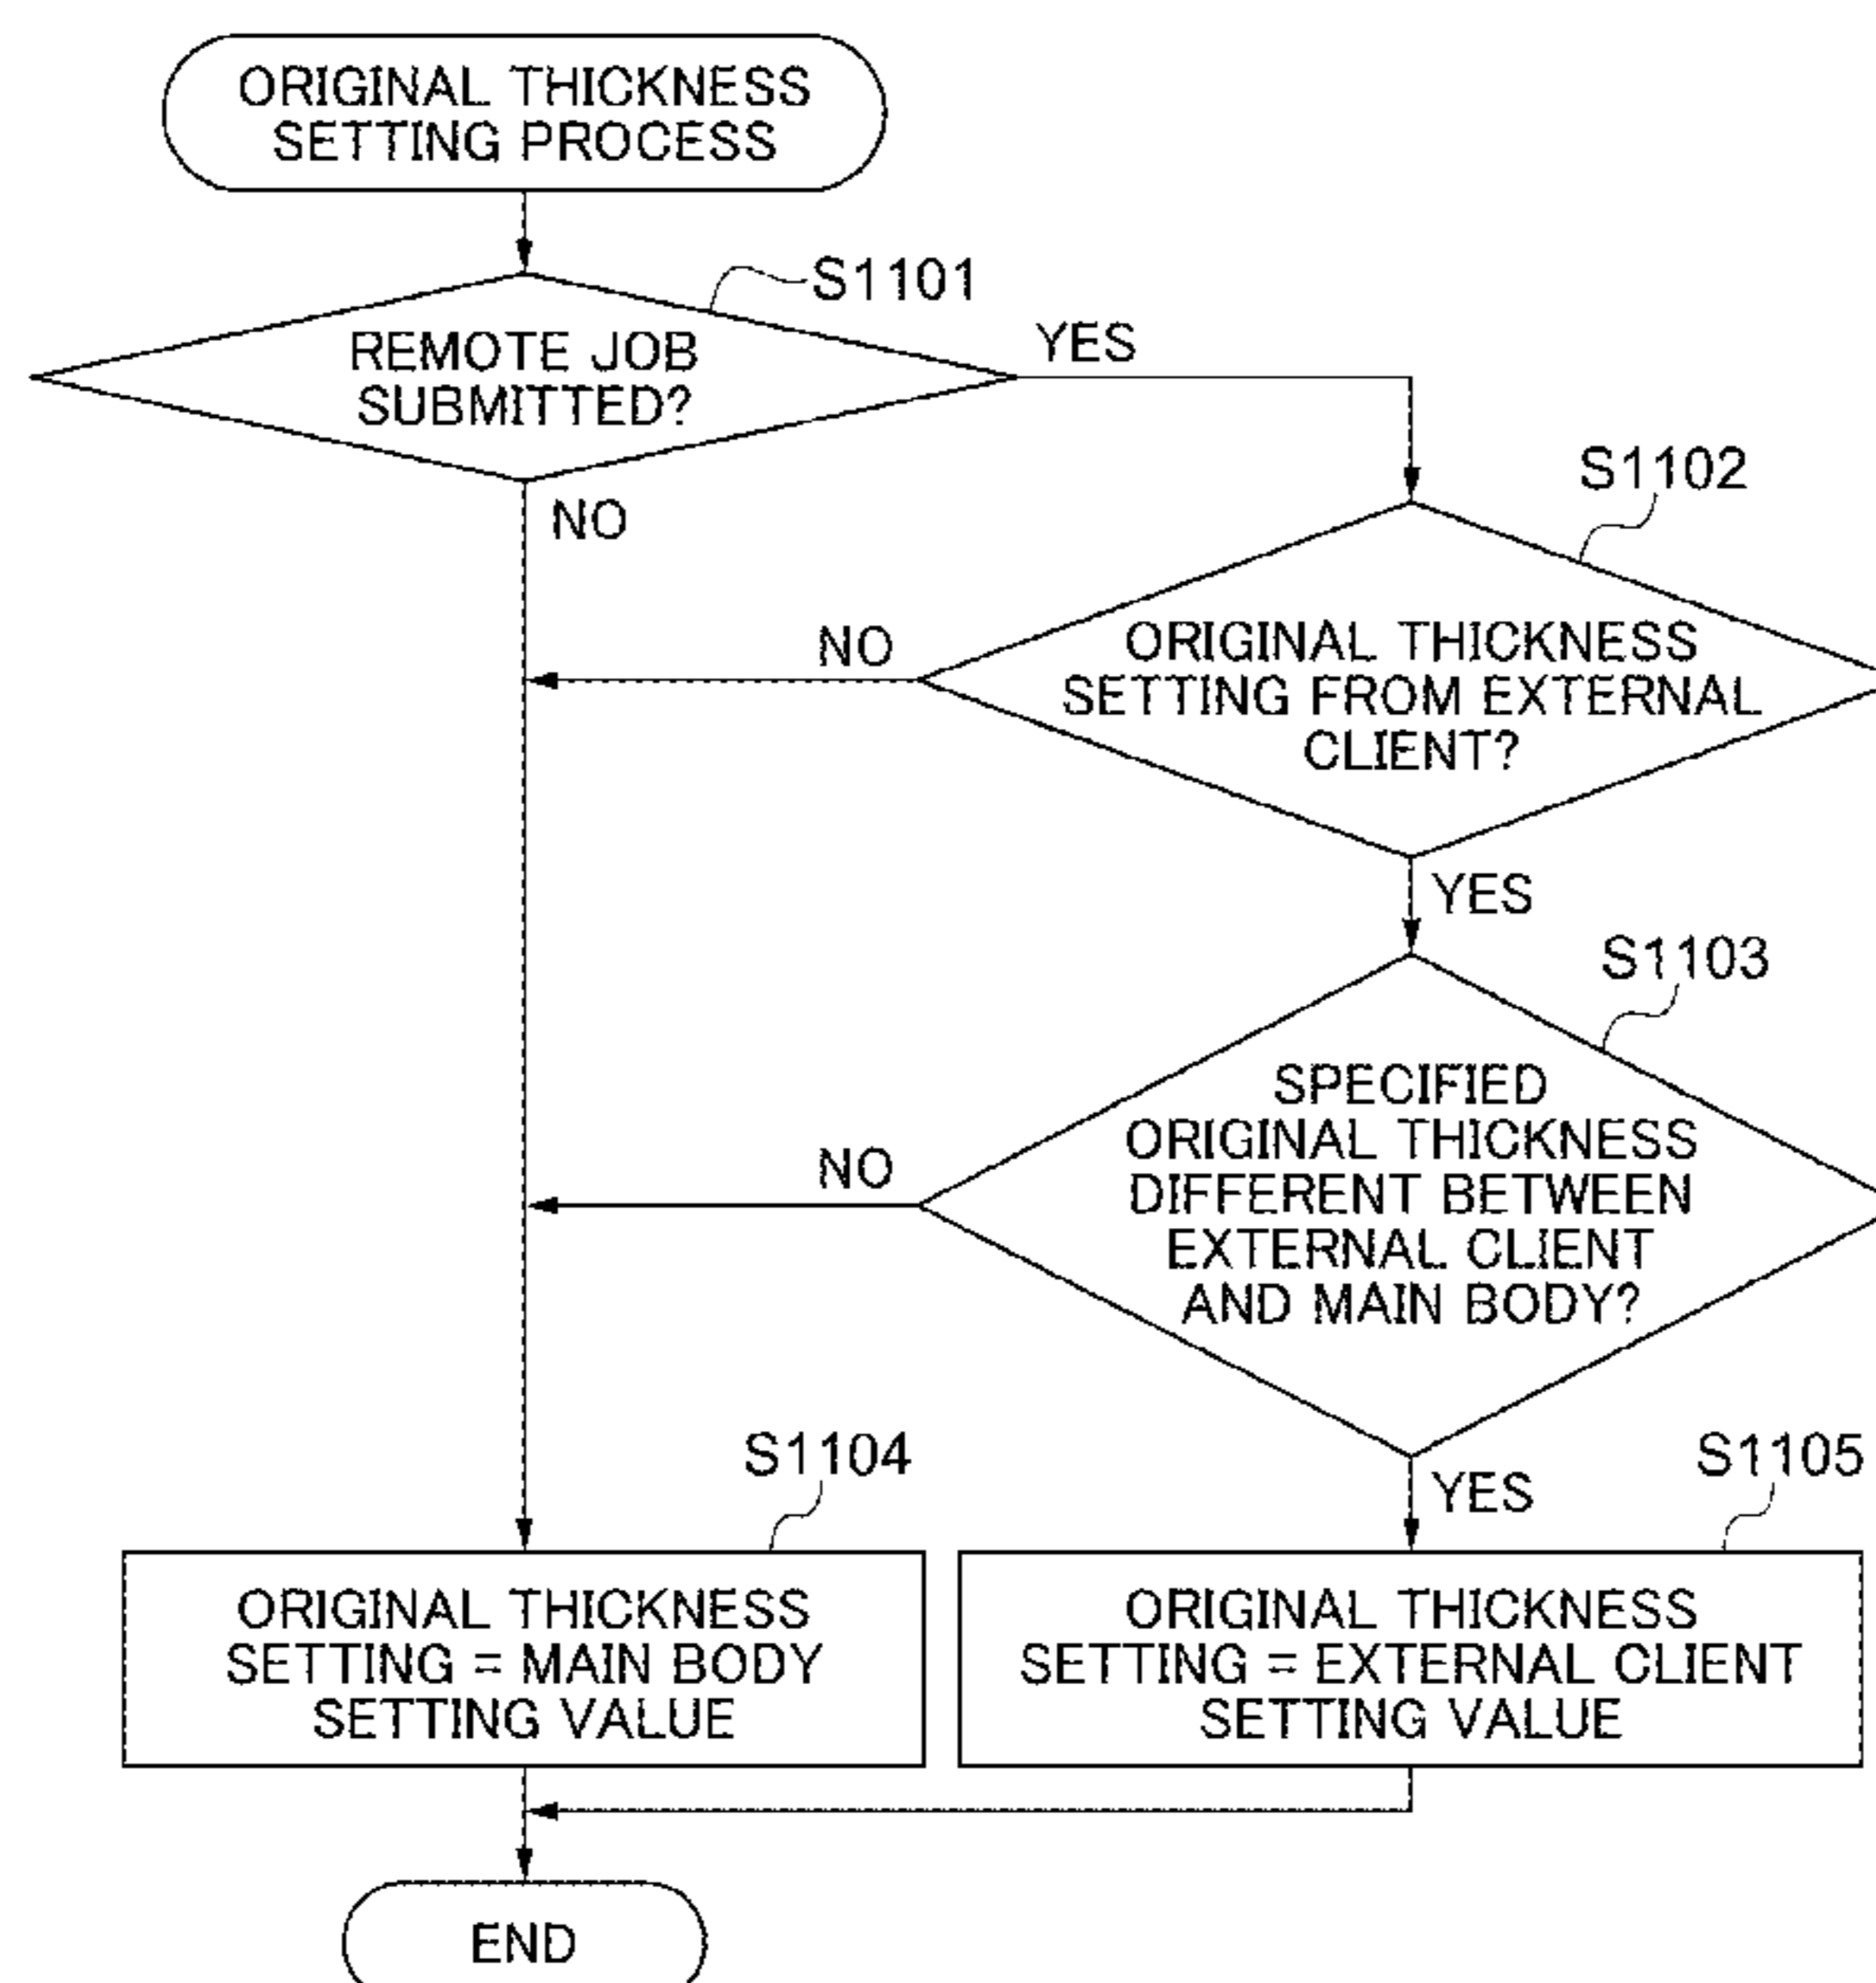 ORIGINAL THICKNESS
SETTING PROCESS
S1101
REMOTE JOB
SUBMITTED?
YES
NO
S1102
ORIGINAL THICKNESS
SETTING FROM EXTERNAL
CLIENT?
NO
YES
S1103
SPECIFIED
ORIGINAL THICKNESS
DIFFERENT BETWEEN
EXTERNAL CLIENT
AND MAIN BODY?
NO
YES
S1104
ORIGINAL THICKNESS
SETTING = MAIN BODY
SETTING VALUE
S1105
ORIGINAL THICKNESS
SETTING = EXTERNAL CLIENT
SETTING VALUE
END